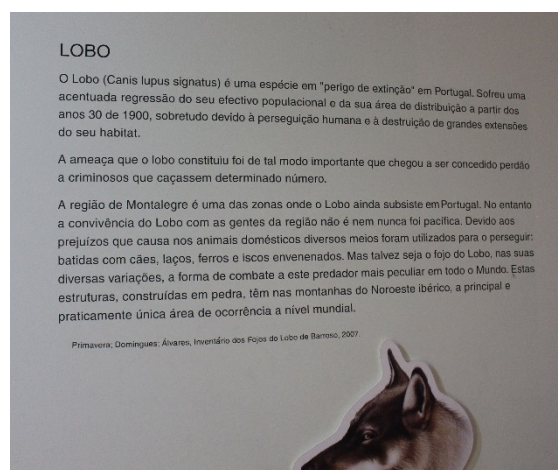 LOBO
O Lobo (Canis lupus signatus) é uma espécie em "perigo de extinção" em Portugal. Sofreu uma
acentuada regressão do seu efectivo populacional e da sua área de distribuição a partir dos
anos 30 de 1900, sobretudo devido à perseguição humana e à destruição de grandes extensões
do seu habitat.
A ameaça que o lobo constituiu foi de tal modo importante que chegou a ser concedido perdão
a criminosos que caçassem determinado número.
A região de Montalegre é uma das zonas onde o Lobo ainda subsiste em Portugal. No entanto
a convivência do Lobo com as gentes da região não é nem nunca foi pacífica. Devido aos
prejuízos que causa nos animais domésticos diversos meios foram utilizados para o perseguir:
batidas com cães, laços, ferros e iscos envenenados. Mas talvez seja o fojo do Lobo, nas suas
diversas variações, a forma de combate a este predador mais peculiar em todo o Mundo. Estas
estruturas, construídas em pedra, têm nas montanhas do Noroeste ibérico, a principal e
praticamente única área de ocorrência a nível mundial.
Primavera; Domingues; Álvares, Inventário dos Fojos do Lobo de Barroso, 2007.